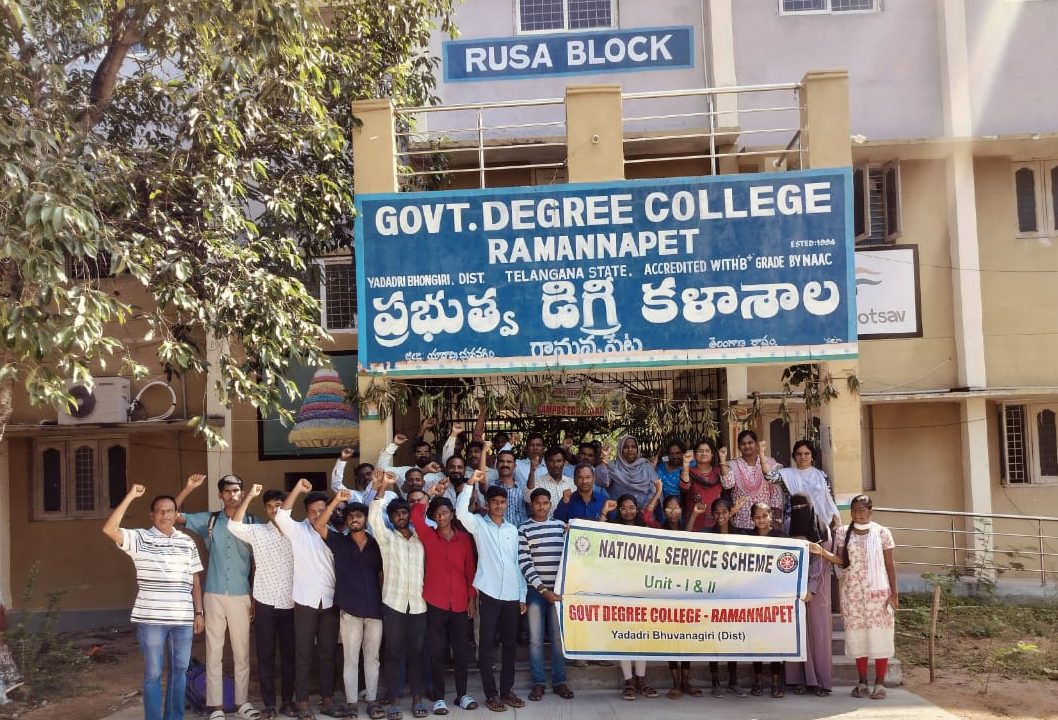 RUSA BLOCK
GOVT. DEGREE COLLEGE
RAMANNAPET
ESTED:1984
YADADRI BHONGIRI, DIST. TELANGANA STATE. ACCREDITED WITH 'B+' GRADE BY NAAC
ప్రభుత్వ డిగ్రీ కళాశాల
రామన్నపేట
తెలంగాణ రాష్ట్రం
otsav
NATIONAL SERVICE SCHEME
Unit - I & II
GOVT DEGREE COLLEGE - RAMANNAPET
Yadadri Bhuvanagiri (Dist)